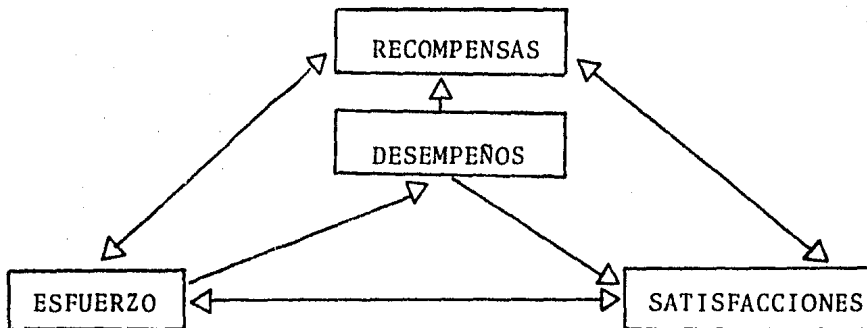 RECOMPENSAS
DESEMPEÑOS
ESFUERZO
SATISFACCIONES